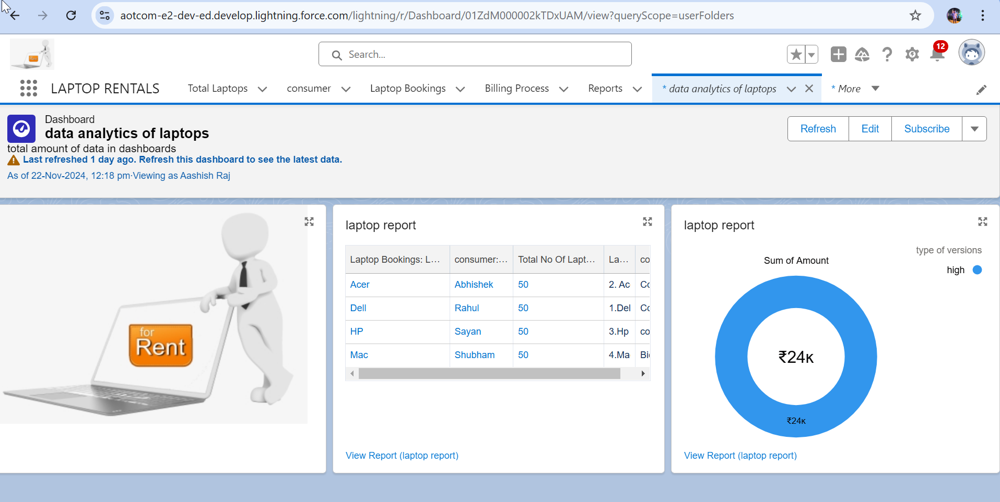 aotcom-e2-dev-ed.develop.lightning.force.com/lightning/r/Dashboard/01ZdM000002kTDxUAM/view?queryScope=userFolders
Search...
12
LAPTOP RENTALS Total Laptops consumer Laptop Bookings Billing Process Reports * data analytics of laptops * More
Dashboard
data analytics of laptops
total amount of data in dashboards
Last refreshed 1 day ago. Refresh this dashboard to see the latest data.
As of 22-Nov-2024, 12:18 pm·Viewing as Aashish Raj
Refresh Edit Subscribe
for
Rent
laptop report
Laptop Bookings: L... consumer:... Total No Of Lapt... La... co
Acer Abhishek 50 2. Ac Co
Dell Rahul 50 1.Del Co
HP Sayan 50 3.Hp co
Mac Shubham 50 4.Ma Bi
View Report (laptop report)
laptop report
type of versions
high
Sum of Amount
₹24K
₹24K
View Report (laptop report)